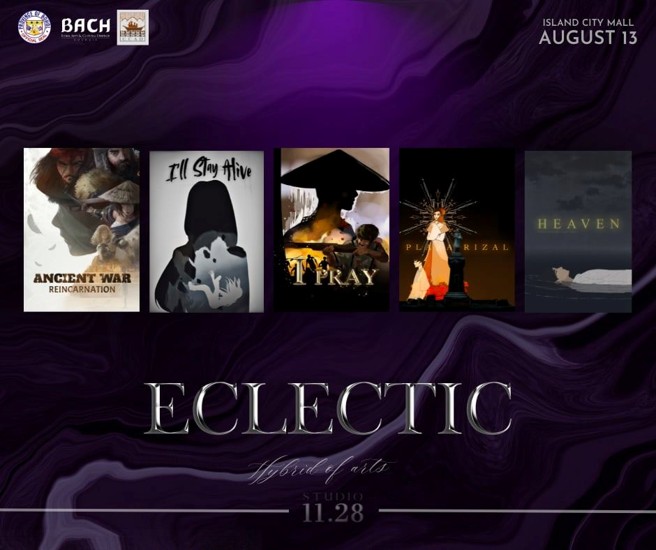 BACH
ISLAND CITY MALL
AUGUST 13
ANCIENT WAR
REINCARNATION
I'll Stay Alive
I PRAY
RIZAL
HEAVEN
ECLECTIC
Hybrid of arts
STUDIO
11.28